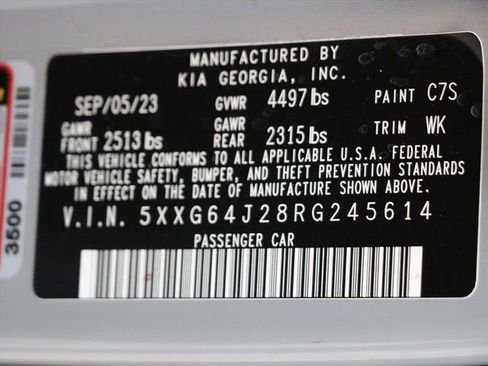 MANUFACTURED BY
KIA GEORGIA, INC.
SEP/05/23 GVWR 4497 lbs PAINT C7S
GAWR FRONT 2513 lbs GAWR REAR 2315 lbs TRIM WK
THIS VEHICLE CONFORMS TO ALL APPLICABLE U.S.A. FEDERAL
MOTOR VEHICLE SAFETY, BUMPER, AND THEFT PREVENTION STANDARDS
IN EFFECT ON THE DATE OF MANUFACTURE SHOWN ABOVE.
V.I.N. 5XXG64J28RG245614
PASSENGER CAR
3500